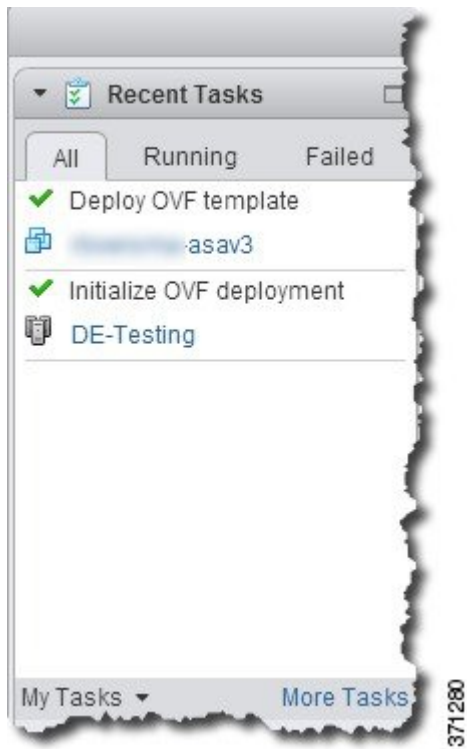 Recent Tasks
All Running Failed
Deploy OVF template
-asav3
Initialize OVF deployment
DE-Testing
My Tasks More Tasks
371280